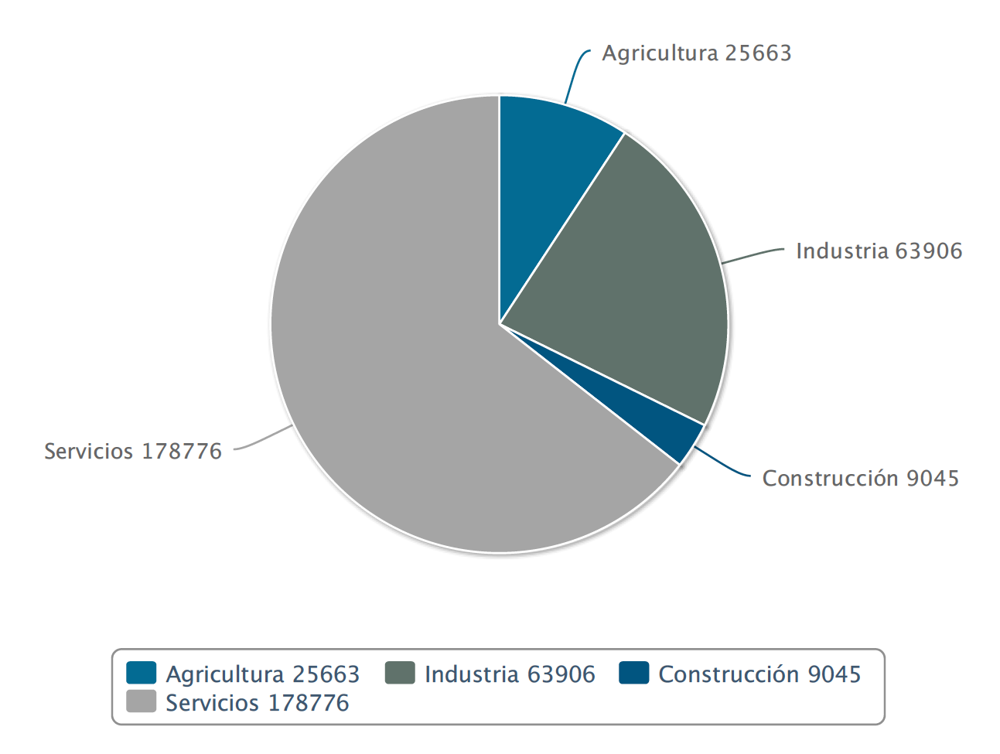 Agricultura 25663
Industria 63906
Servicios 178776
Construcción 9045
Agricultura 25663 Industria 63906 Construcción 9045
Servicios 178776